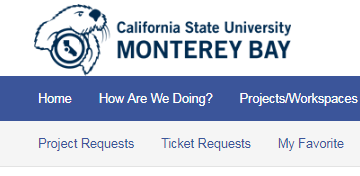 California State University
MONTEREY BAY
Home How Are We Doing? Projects/Workspaces
Project Requests Ticket Requests My Favorite